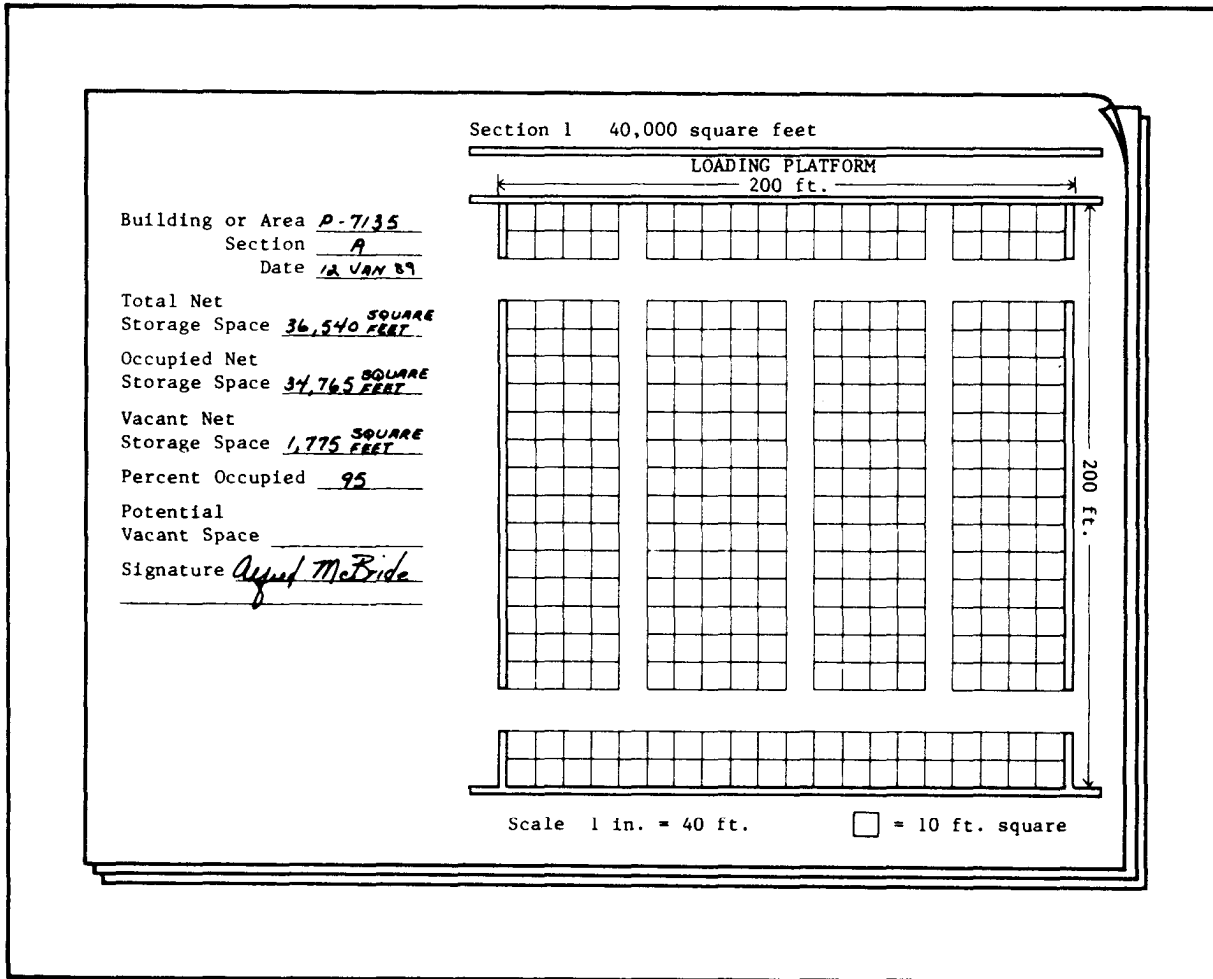 Section 1 40,000 square feet
LOADING PLATFORM
200 ft.
Building or Area P-7135
Section A
Date 12 JAN 89
Total Net
Storage Space 36,540 SQUARE FEET
Occupied Net
Storage Space 34,765 SQUARE FEET
Vacant Net
Storage Space 1,775 SQUARE FEET
Percent Occupied 95
Potential
Vacant Space
Signature Alfred McBride
200 ft.
Scale 1 in. = 40 ft.
= 10 ft. square